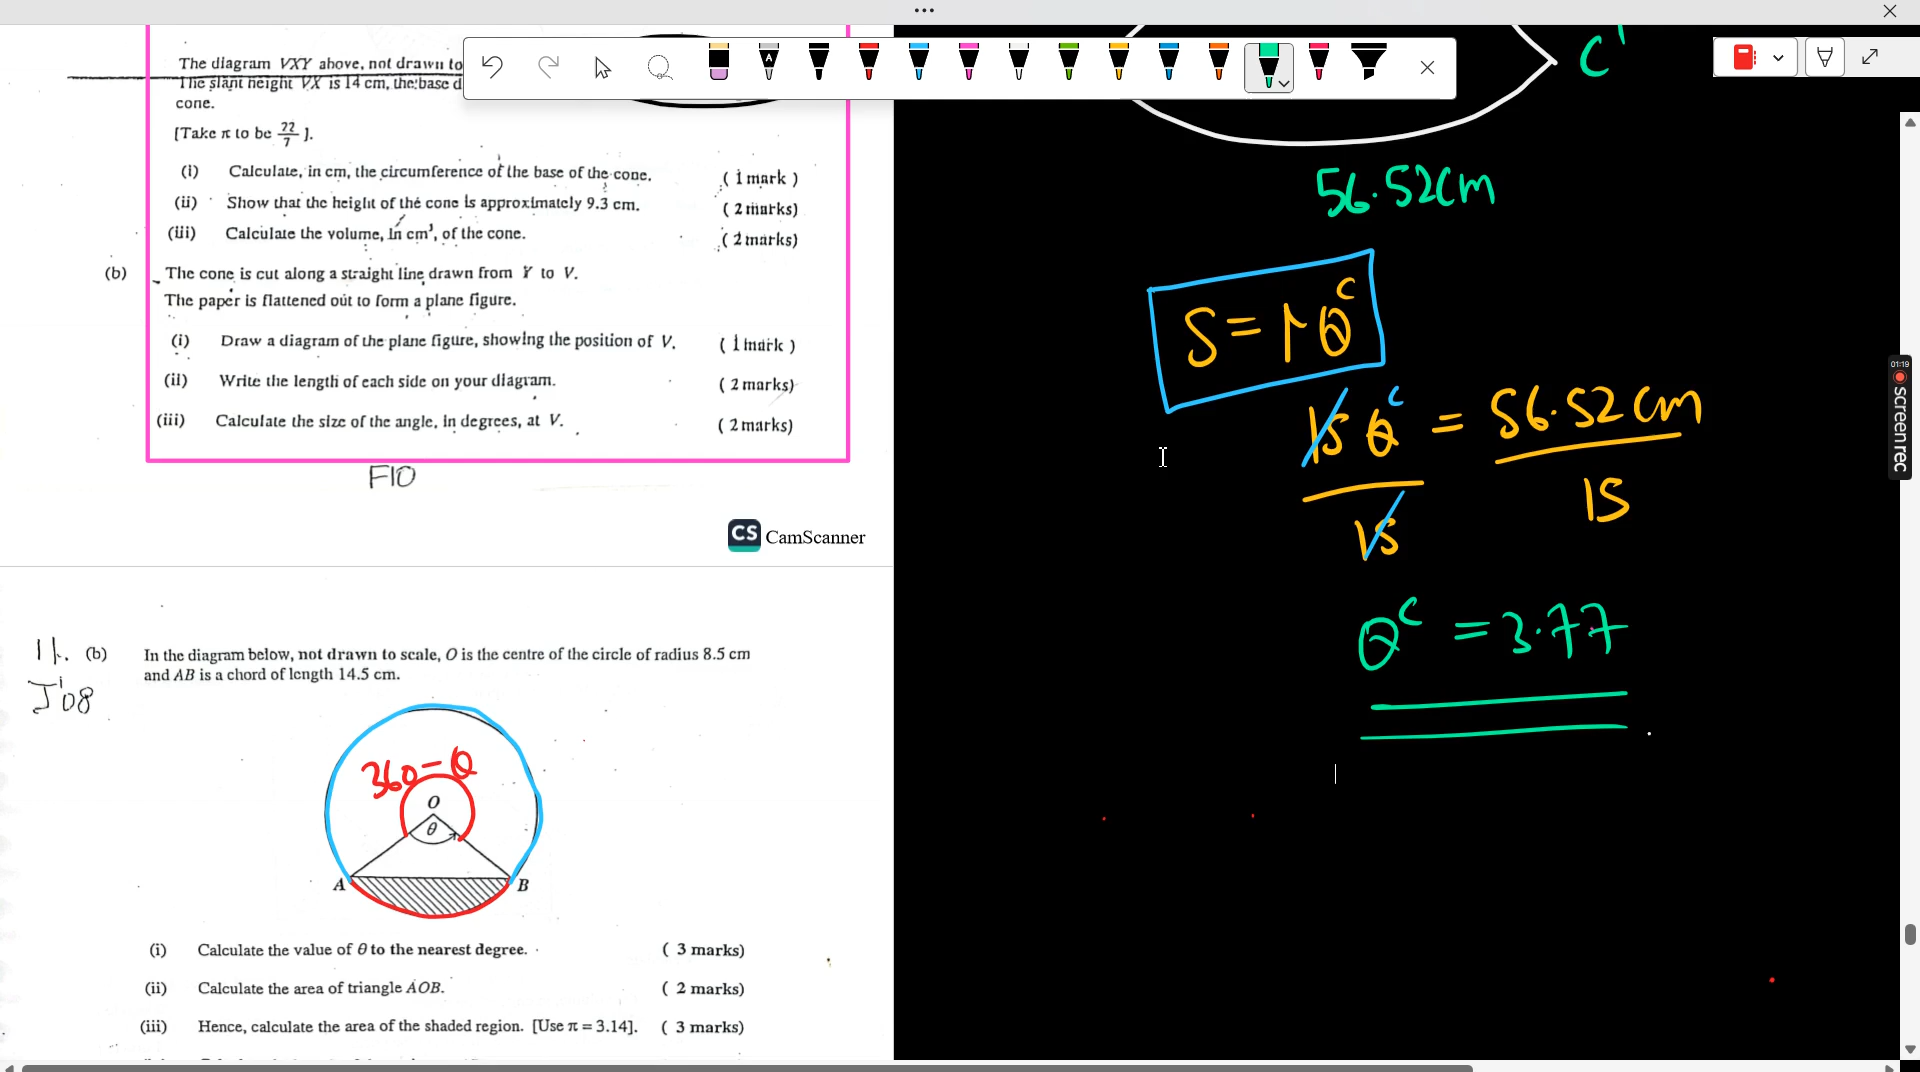 The diagram VXY above, not drawn to
The slant height VX is 14 cm, the base d
cone.
[Take π to be 22/7 ].
(i) Calculate, in cm, the circumference of the base of the cone. ( 1 mark )
(ii) Show that the height of the cone is approximately 9.3 cm. ( 2 marks)
(iii) Calculate the volume, in cm³, of the cone. ( 2 marks)
(b) The cone is cut along a straight line drawn from Y to V.
The paper is flattened out to form a plane figure.
(i) Draw a diagram of the plane figure, showing the position of V. ( 1 mark )
(ii) Write the length of each side on your diagram. ( 2 marks)
(iii) Calculate the size of the angle, in degrees, at V. ( 2 marks)
F10
CS CamScanner
11. (b) In the diagram below, not drawn to scale, O is the centre of the circle of radius 8.5 cm
J'08 and AB is a chord of length 14.5 cm.
360-θ
O
θ
A B
(i) Calculate the value of θ to the nearest degree. ( 3 marks)
(ii) Calculate the area of triangle AOB. ( 2 marks)
(iii) Hence, calculate the area of the shaded region. [Use π = 3.14]. ( 3 marks)
56.52cm
S = rθᶜ
15 θᶜ = 56.52cm
15 15
θᶜ = 3.77
01:19
screenrec